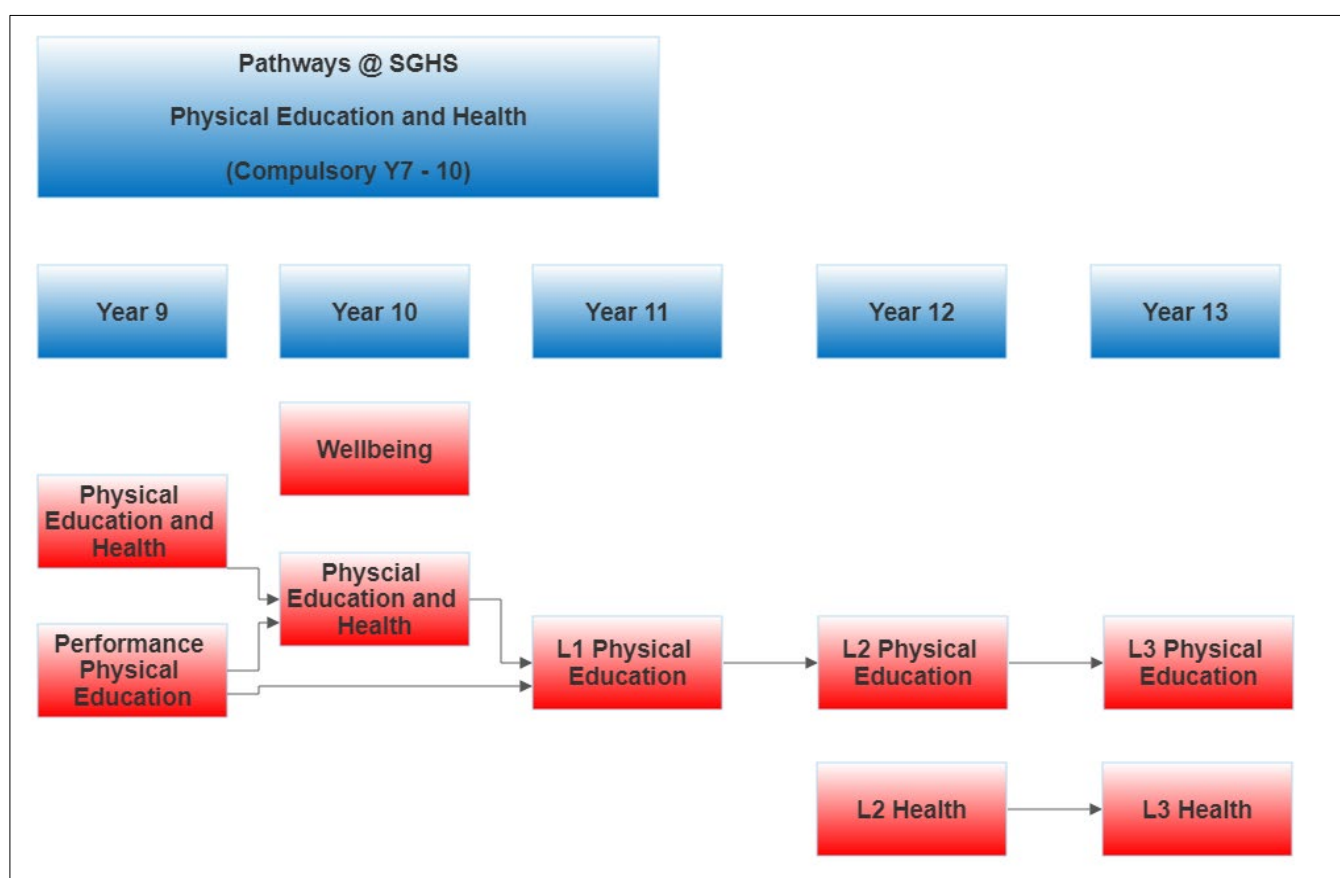 Pathways @ SGHS
Physical Education and Health
(Compulsory Y7 - 10)
Year 9
Year 10
Year 11
Year 12
Year 13
Wellbeing
Physical
Education and
Health
Physcial
Education and
Health
Performance
Physical
Education
L1 Physical
Education
L2 Physical
Education
L3 Physical
Education
L2 Health
L3 Health